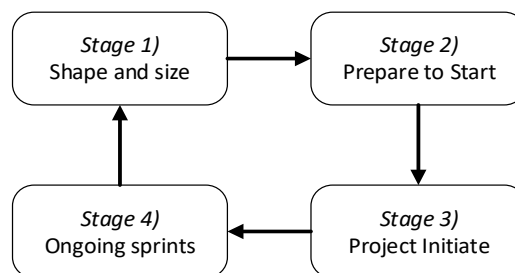 Stage 1)
Shape and size
Stage 2)
Prepare to Start
Stage 3)
Project Initiate
Stage 4)
Ongoing sprints